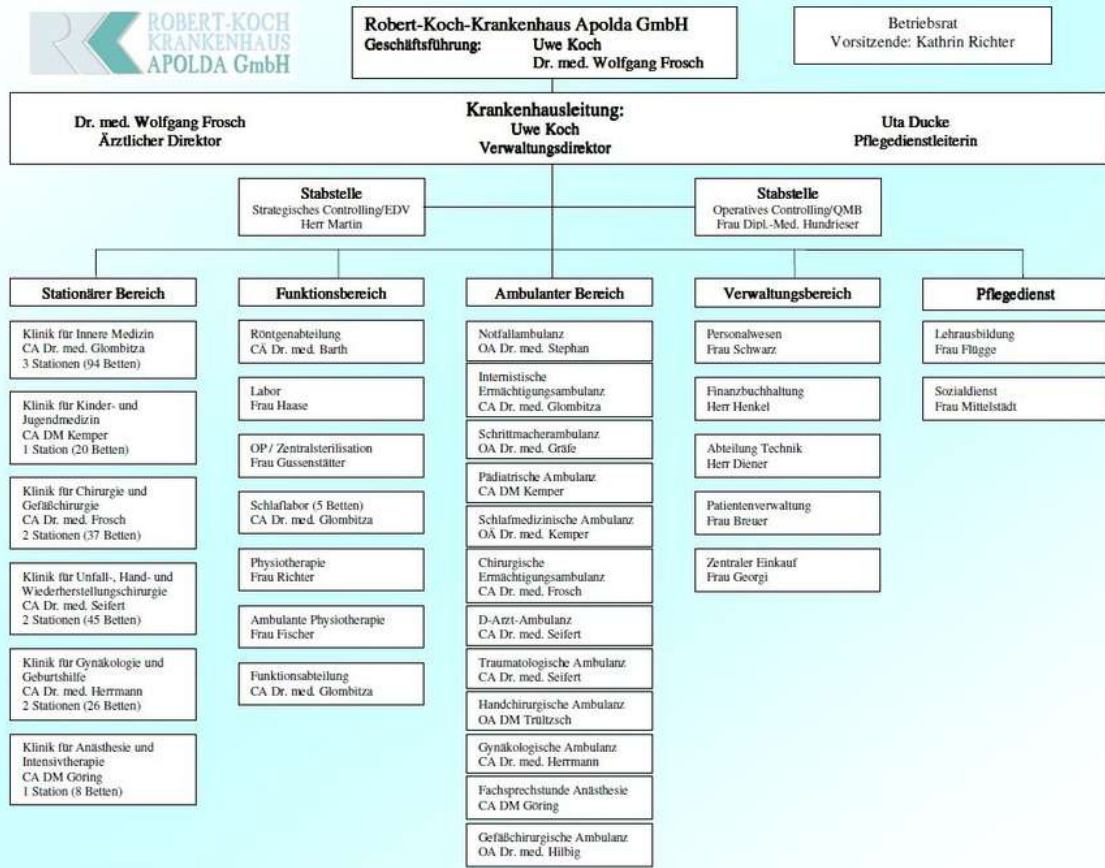 ROBERT-KOCH
KRANKENHAUS
APOLDA GmbH
Robert-Koch-Krankenhaus Apolda GmbH
Geschäftsführung: Uwe Koch
Dr. med. Wolfgang Frosch
Betriebsrat
Vorsitzende: Kathrin Richter
Krankenhausleitung:
Dr. med. Wolfgang Frosch
Ärztlicher Direktor
Uwe Koch
Verwaltungsdirektor
Uta Ducke
Pflegedienstleiterin
Stabstelle
Strategisches Controlling/EDV
Herr Martin
Stabstelle
Operatives Controlling/QMB
Frau Dipl.-Med. Hundrieser
Stationärer Bereich
Klinik für Innere Medizin
CA Dr. med. Glombitza
3 Stationen (94 Betten)
Klinik für Kinder- und
Jugendmedizin
CA DM Kemper
1 Station (20 Betten)
Klinik für Chirurgie und
Gefäßchirurgie
CA Dr. med. Frosch
2 Stationen (37 Betten)
Klinik für Unfall-, Hand- und
Wiederherstellungschirurgie
CA Dr. med. Seifert
2 Stationen (45 Betten)
Klinik für Gynäkologie und
Geburtshilfe
CA Dr. med. Herrmann
2 Stationen (26 Betten)
Klinik für Anästhesie und
Intensivtherapie
CA DM Göring
1 Station (8 Betten)
Funktionsbereich
Röntgenabteilung
CÄ Dr. med. Barth
Labor
Frau Haase
OP / Zentralsterilisation
Frau Gussenstätter
Schlaflabor (5 Betten)
CA Dr. med. Glombitza
Physiotherapie
Frau Richter
Ambulante Physiotherapie
Frau Fischer
Funktionsabteilung
CA Dr. med. Glombitza
Ambulanter Bereich
Notfallambulanz
OA Dr. med. Stephan
Internistische
Ermächtigungsambulanz
CA Dr. med. Glombitza
Schrittmacherambulanz
OA Dr. med. Gräfe
Pädiatrische Ambulanz
CA DM Kemper
Schlafmedizinische Ambulanz
OÄ Dr. med. Kemper
Chirurgische
Ermächtigungsambulanz
CA Dr. med. Frosch
D-Arzt-Ambulanz
CA Dr. med. Seifert
Traumatologische Ambulanz
CA Dr. med. Seifert
Handchirurgische Ambulanz
OA DM Trültzsch
Gynäkologische Ambulanz
CA Dr. med. Herrmann
Fachsprechstunde Anästhesie
CA DM Göring
Gefäßchirurgische Ambulanz
OA Dr. med. Hilbig
Verwaltungsbereich
Personalwesen
Frau Schwarz
Finanzbuchhaltung
Herr Henkel
Abteilung Technik
Herr Diener
Patientenverwaltung
Frau Breuer
Zentraler Einkauf
Frau Georgi
Pflegedienst
Lehrausbildung
Frau Flügge
Sozialdienst
Frau Mittelstädt